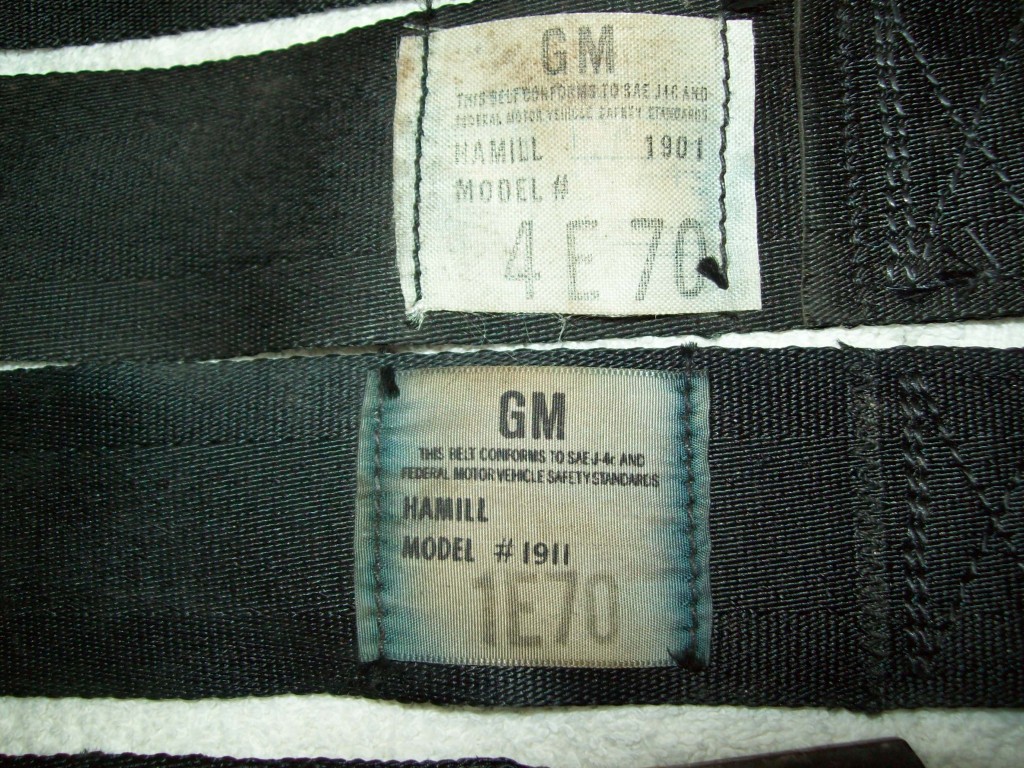 GM
THIS BELT CONFORMS TO SAE J4C AND
FEDERAL MOTOR VEHICLE SAFETY STANDARDS
HAMILL 1901
MODEL #
4 E 70
GM
THIS BELT CONFORMS TO SAE J-4c AND
FEDERAL MOTOR VEHICLE SAFETY STANDARDS
HAMILL
MODEL # 1911
1E70